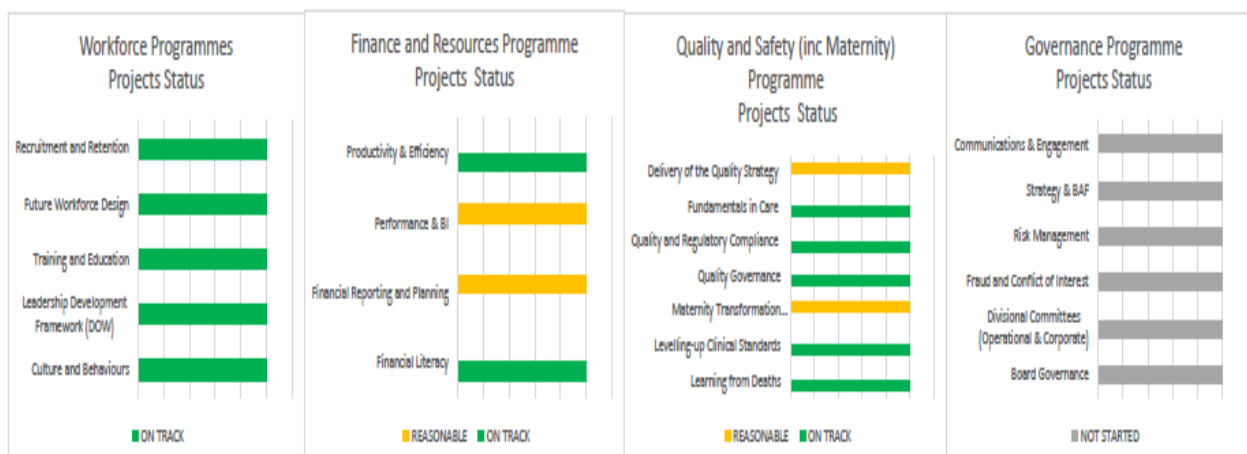 Workforce Programmes
Projects Status
Recruitment and Retention
Future Workforce Design
Training and Education
Leadership Development
Framework (DOW)
Culture and Behaviours
ON TRACK
Finance and Resources Programme
Projects Status
Productivity & Efficiency
Performance & BI
Financial Reporting and Planning
Financial Literacy
REASONABLE
ON TRACK
Quality and Safety (inc Maternity)
Programme
Projects Status
Delivery of the Quality Strategy
Fundamentals in Care
Quality and Regulatory Compliance
Quality Governance
Maternity Transformation...
Levelling-up Clinical Standards
Learning from Deaths
REASONABLE
ON TRACK
Governance Programme
Projects Status
Communications & Engagement
Strategy & BAF
Risk Management
Fraud and Conflict of Interest
Divisional Committees
(Operational & Corporate)
Board Governance
NOT STARTED